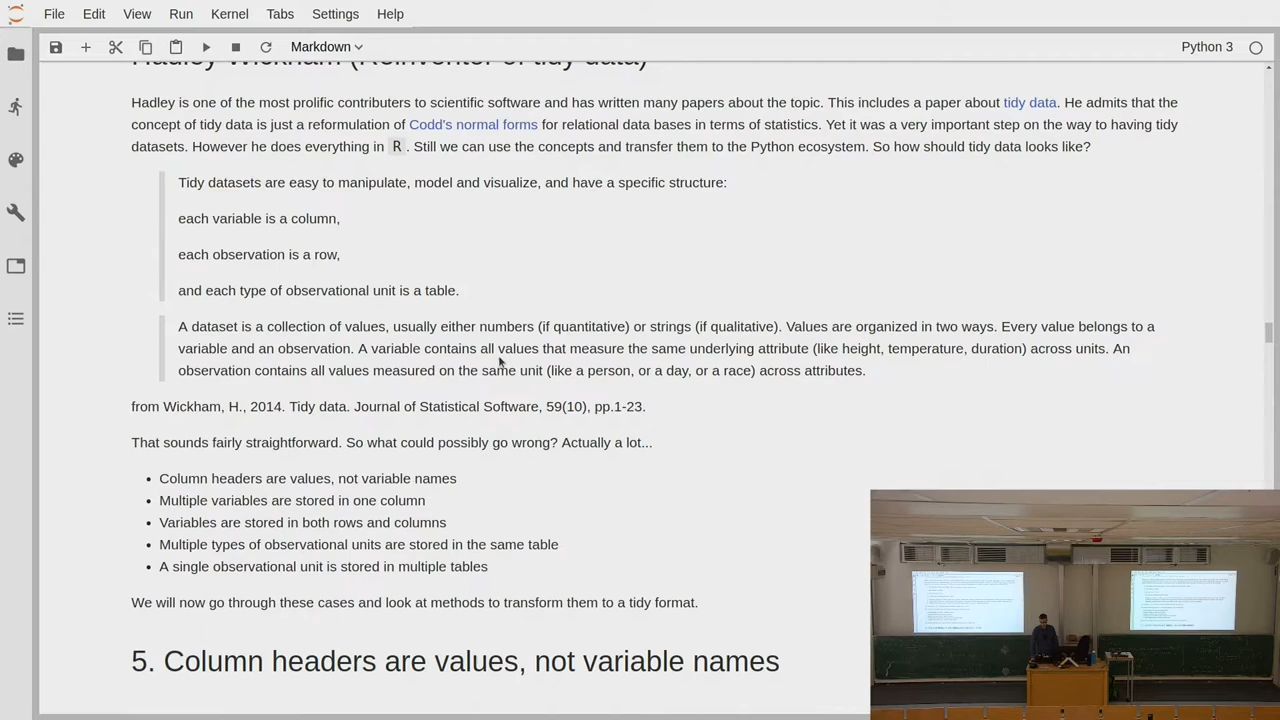 File Edit View Run Kernel Tabs Settings Help
Markdown Python 3
Hadley Wickham (Reinventer of tidy data)
Hadley is one of the most prolific contributers to scientific software and has written many papers about the topic. This includes a paper about tidy data. He admits that the
concept of tidy data is just a reformulation of Codd's normal forms for relational data bases in terms of statistics. Yet it was a very important step on the way to having tidy
datasets. However he does everything in R. Still we can use the concepts and transfer them to the Python ecosystem. So how should tidy data looks like?
Tidy datasets are easy to manipulate, model and visualize, and have a specific structure:
each variable is a column,
each observation is a row,
and each type of observational unit is a table.
A dataset is a collection of values, usually either numbers (if quantitative) or strings (if qualitative). Values are organized in two ways. Every value belongs to a
variable and an observation. A variable contains all values that measure the same underlying attribute (like height, temperature, duration) across units. An
observation contains all values measured on the same unit (like a person, or a day, or a race) across attributes.
from Wickham, H., 2014. Tidy data. Journal of Statistical Software, 59(10), pp.1-23.
That sounds fairly straightforward. So what could possibly go wrong? Actually a lot...
• Column headers are values, not variable names
• Multiple variables are stored in one column
• Variables are stored in both rows and columns
• Multiple types of observational units are stored in the same table
• A single observational unit is stored in multiple tables
We will now go through these cases and look at methods to transform them to a tidy format.
5. Column headers are values, not variable names